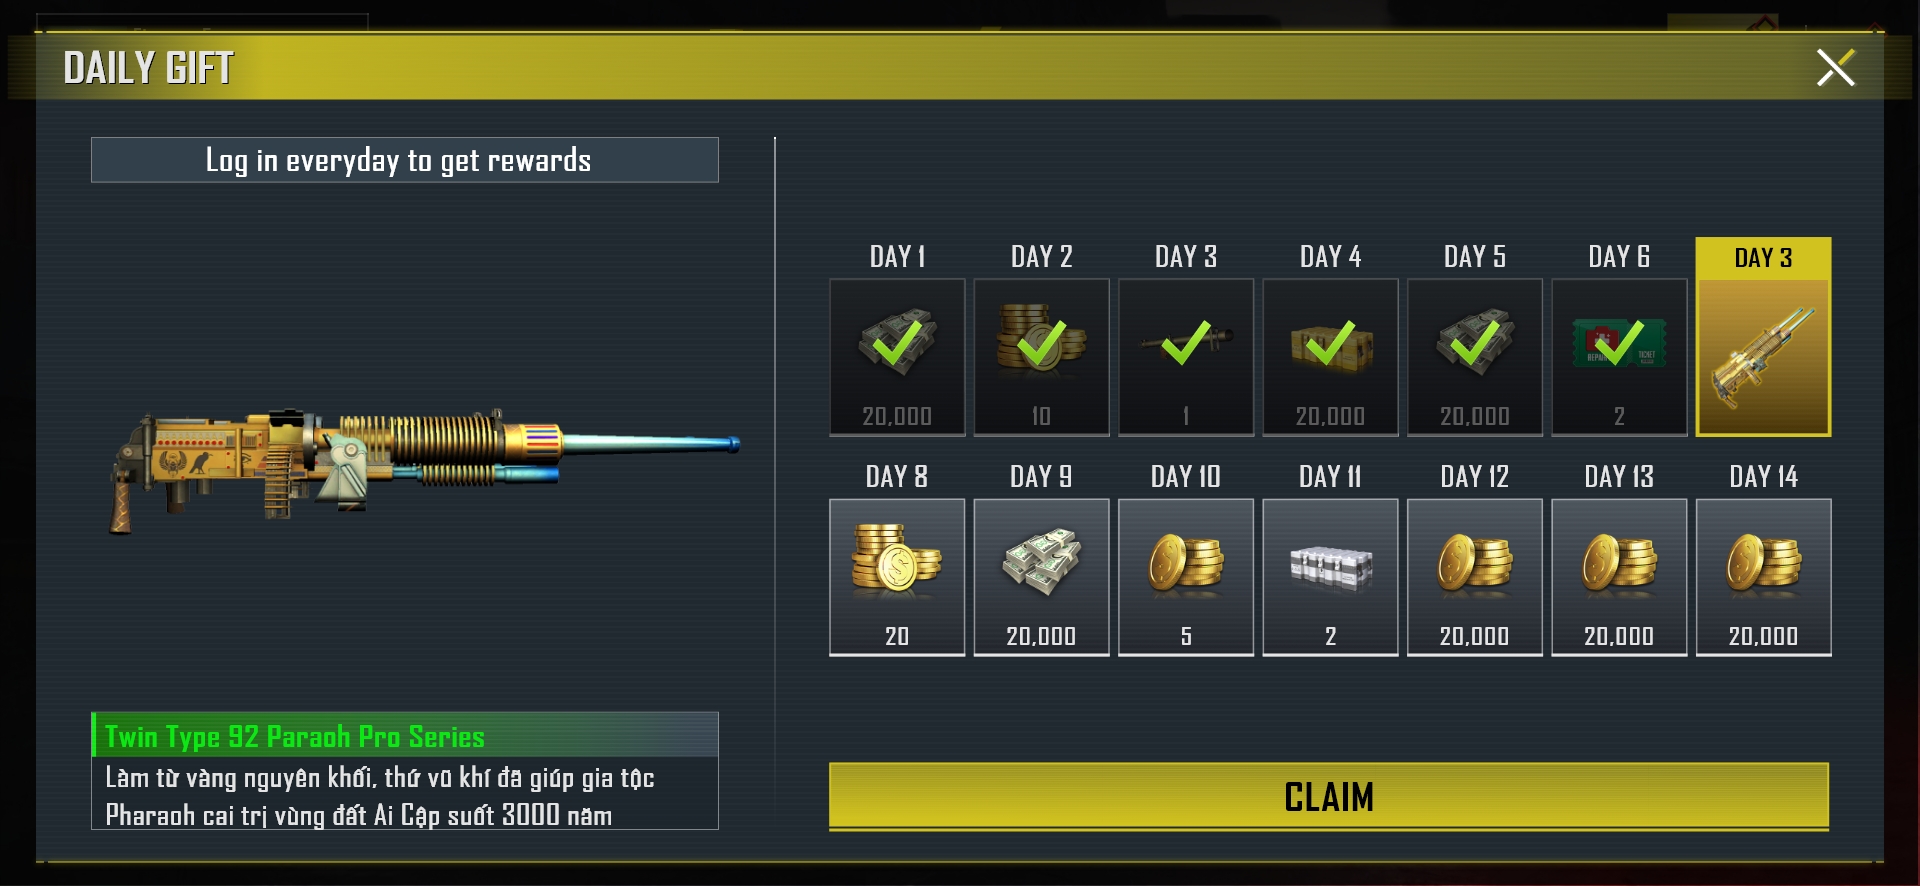 DAILY GIFT
Log in everyday to get rewards
DAY 1
DAY 2
DAY 3
DAY 4
DAY 5
DAY 6
DAY 3
20,000
10
1
20,000
20,000
2
DAY 8
DAY 9
DAY 10
DAY 11
DAY 12
DAY 13
DAY 14
20
20,000
5
2
20,000
20,000
20,000
Twin Type 92 Paraoh Pro Series
Làm từ vàng nguyên khối, thứ vũ khí đã giúp gia tộc
Pharaoh cai trị vùng đất Ai Cập suốt 3000 năm
CLAIM